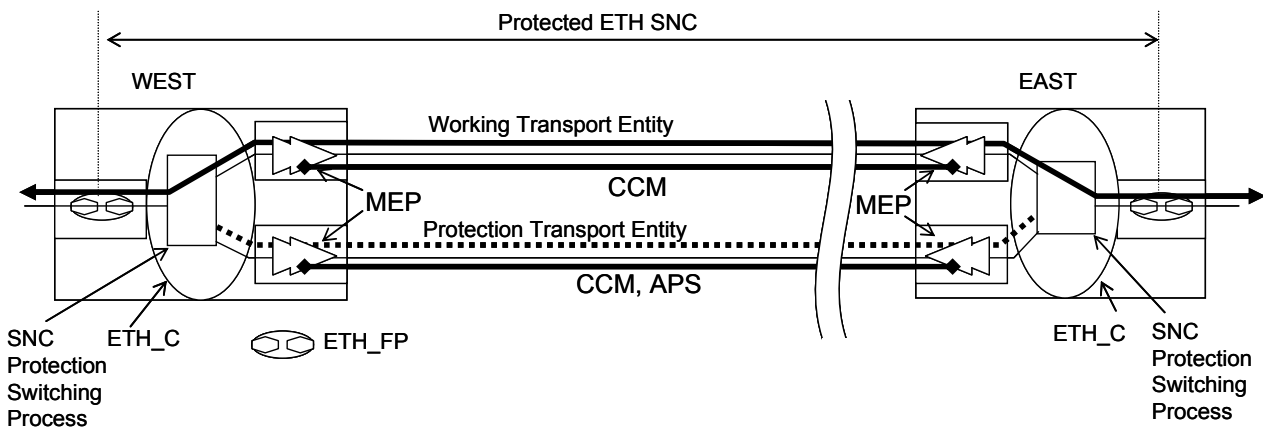 Protected ETH SNC
WEST
EAST
Working Transport Entity
CCM
MEP
MEP
Protection Transport Entity
CCM, APS
SNC
Protection
Switching
Process
ETH_C
ETH_FP
ETH_C
SNC
Protection
Switching
Process